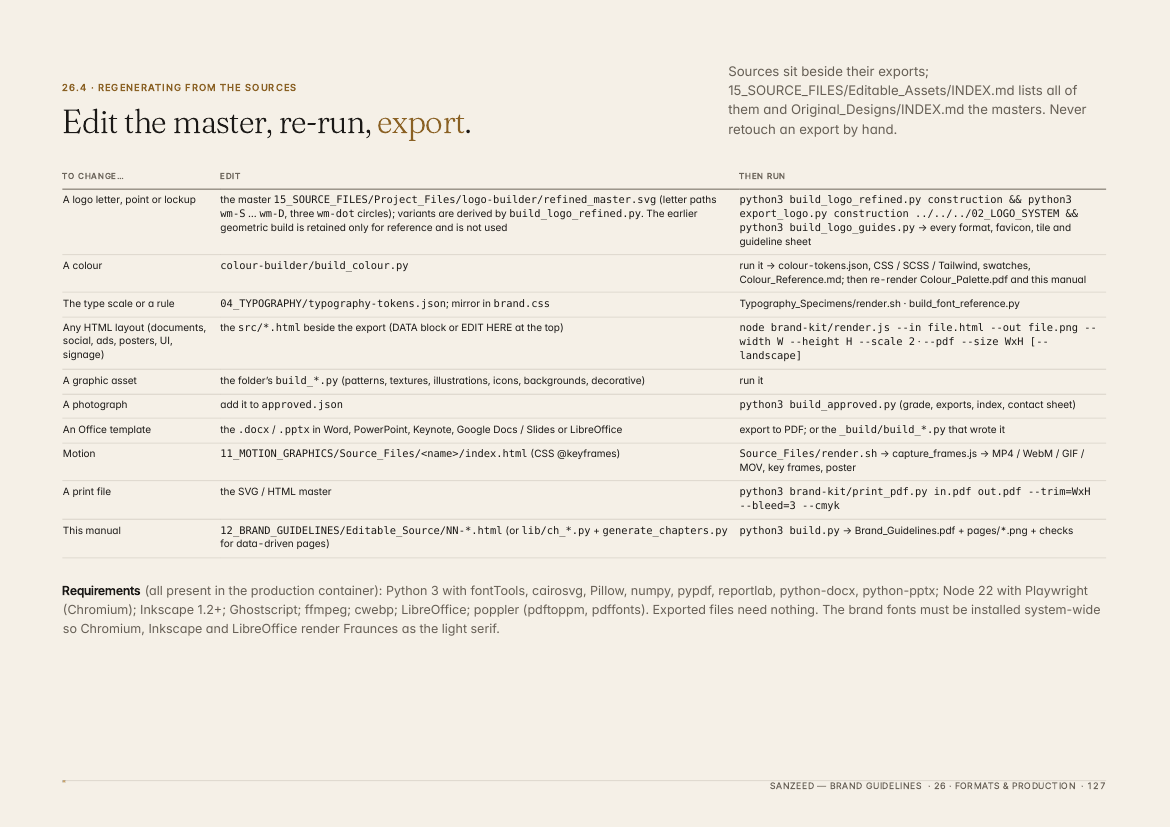 26.4 · REGENERATING FROM THE SOURCES
Edit the master, re-run, export.
Sources sit beside their exports;
15_SOURCE_FILES/Editable_Assets/INDEX.md lists all of
them and Original_Designs/INDEX.md the masters. Never
retouch an export by hand.
TO CHANGE… EDIT THEN RUN
A logo letter, point or lockup
the master 15_SOURCE_FILES/Project_Files/logo-builder/refined_master.svg (letter paths
wm-S … wm-D, three wm-dot circles); variants are derived by build_logo_refined.py. The earlier
geometric build is retained only for reference and is not used
python3 build_logo_refined.py construction && python3
export_logo.py construction ../../../02_LOGO_SYSTEM &&
python3 build_logo_guides.py → every format, favicon, tile and
guideline sheet
A colour
colour-builder/build_colour.py
run it → colour-tokens.json, CSS / SCSS / Tailwind, swatches,
Colour_Reference.md; then re-render Colour_Palette.pdf and this manual
The type scale or a rule
04_TYPOGRAPHY/typography-tokens.json; mirror in brand.css
Typography_Specimens/render.sh · build_font_reference.py
Any HTML layout (documents,
social, ads, posters, UI,
signage)
the src/*.html beside the export (DATA block or EDIT HERE at the top)
node brand-kit/render.js --in file.html --out file.png --
width W --height H --scale 2 · --pdf --size WxH [--
landscape]
A graphic asset
the folder's build_*.py (patterns, textures, illustrations, icons, backgrounds, decorative)
run it
A photograph
add it to approved.json
python3 build_approved.py (grade, exports, index, contact sheet)
An Office template
the .docx / .pptx in Word, PowerPoint, Keynote, Google Docs / Slides or LibreOffice
export to PDF; or the _build/build_*.py that wrote it
Motion
11_MOTION_GRAPHICS/Source_Files/<name>/index.html (CSS @keyframes)
Source_Files/render.sh → capture_frames.js → MP4 / WebM / GIF /
MOV, key frames, poster
A print file
the SVG / HTML master
python3 brand-kit/print_pdf.py in.pdf out.pdf --trim=WxH
--bleed=3 --cmyk
This manual
12_BRAND_GUIDELINES/Editable_Source/NN-*.html (or lib/ch_*.py + generate_chapters.py
for data-driven pages)
python3 build.py → Brand_Guidelines.pdf + pages/*.png + checks
Requirements (all present in the production container): Python 3 with fontTools, cairosvg, Pillow, numpy, pypdf, reportlab, python-docx, python-pptx; Node 22 with Playwright
(Chromium); Inkscape 1.2+; Ghostscript; ffmpeg; cwebp; LibreOffice; poppler (pdftoppm, pdffonts). Exported files need nothing. The brand fonts must be installed system-wide
so Chromium, Inkscape and LibreOffice render Fraunces as the light serif.
SANZEED — BRAND GUIDELINES · 26 · FORMATS & PRODUCTION · 127